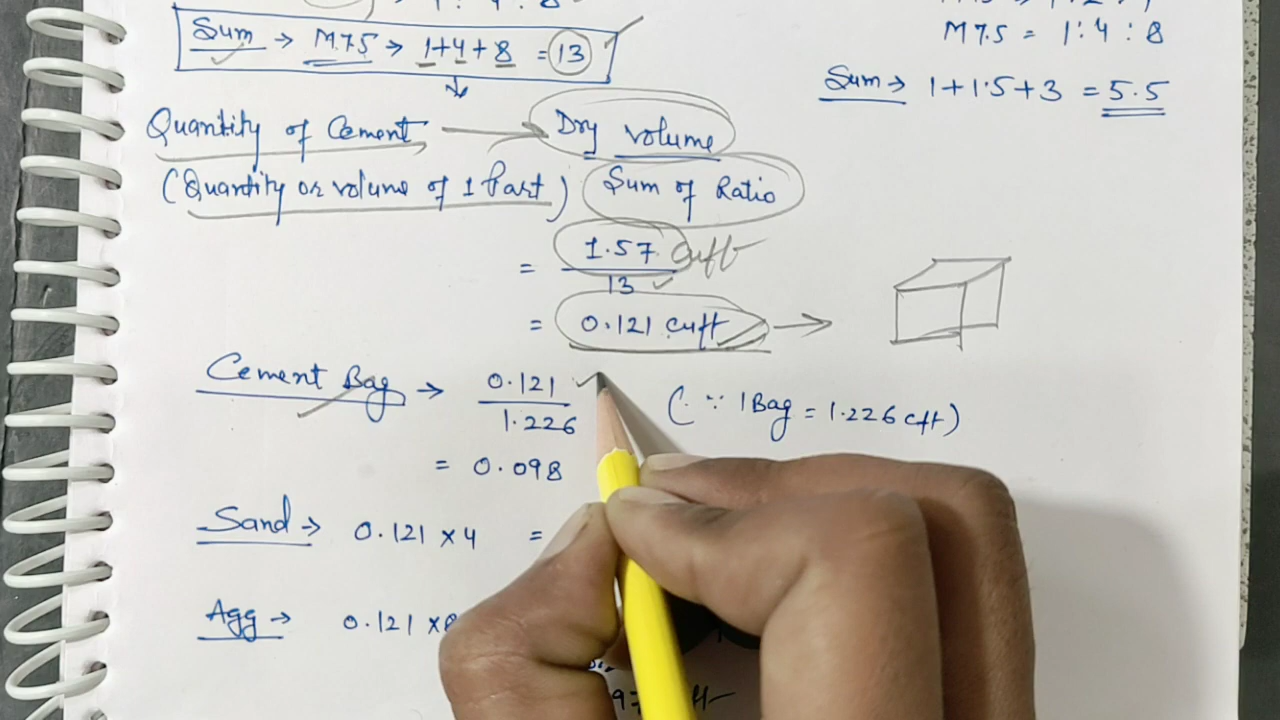 Sum → M7.5 → 1+4+8 = 13
M7.5 = 1:4:8
Sum → 1+1.5+3 = 5.5
Quantity of Cement → Dry volume
(Quantity or volume of 1 Part) Sum of Ratio
= 1.57 cuft
13
= 0.121 cuft →
Cement Bag → 0.121
1.226
(∵ 1Bag = 1.226 cft)
= 0.098
Sand → 0.121 × 4 =
Agg → 0.121 × 8